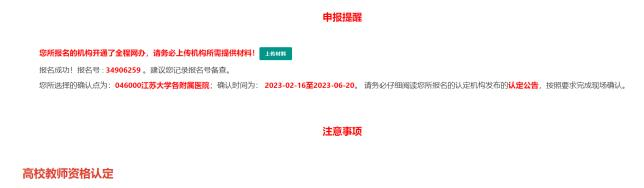 申报提醒
您所报名的机构开通了全程网办，请务必上传机构所需提供材料！ 上传材料
报名成功！报名号：34906259 。建议您记录报名号备查。
您所选择的确认点为：046000江苏大学各附属医院；确认时间为： 2023-02-16至2023-06-20。 请务必仔细阅读您所报名的认定机构发布的认定公告，按照要求完成现场确认。
注意事项
高校教师资格认定